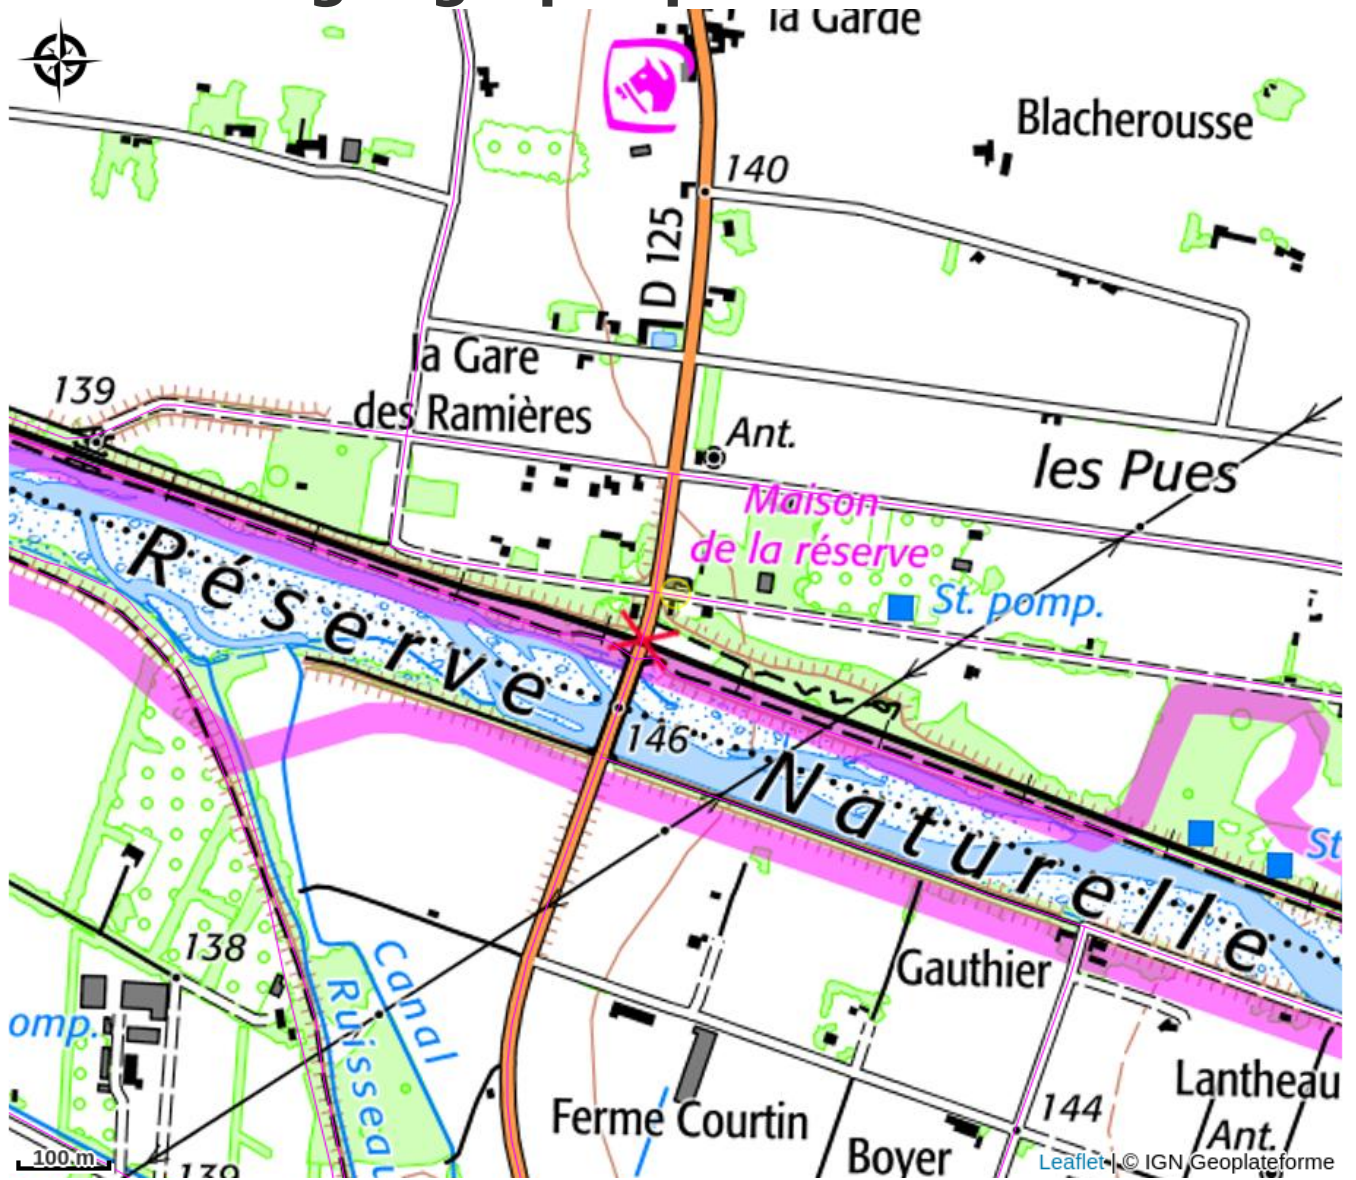 la Garde
Blacherousse
140
D 125
la Gare
des Ramières
139
Ant.
les Pues
Maison
de la réserve
St. pomp.
Réserve
Naturelle
146
St
138
Canal
Ruisseau
omp.
Gauthier
Lantheau
Ferme Courtin
144
Ant.
Boyer
139
100 m
Leaflet | © IGN Geoplateforme